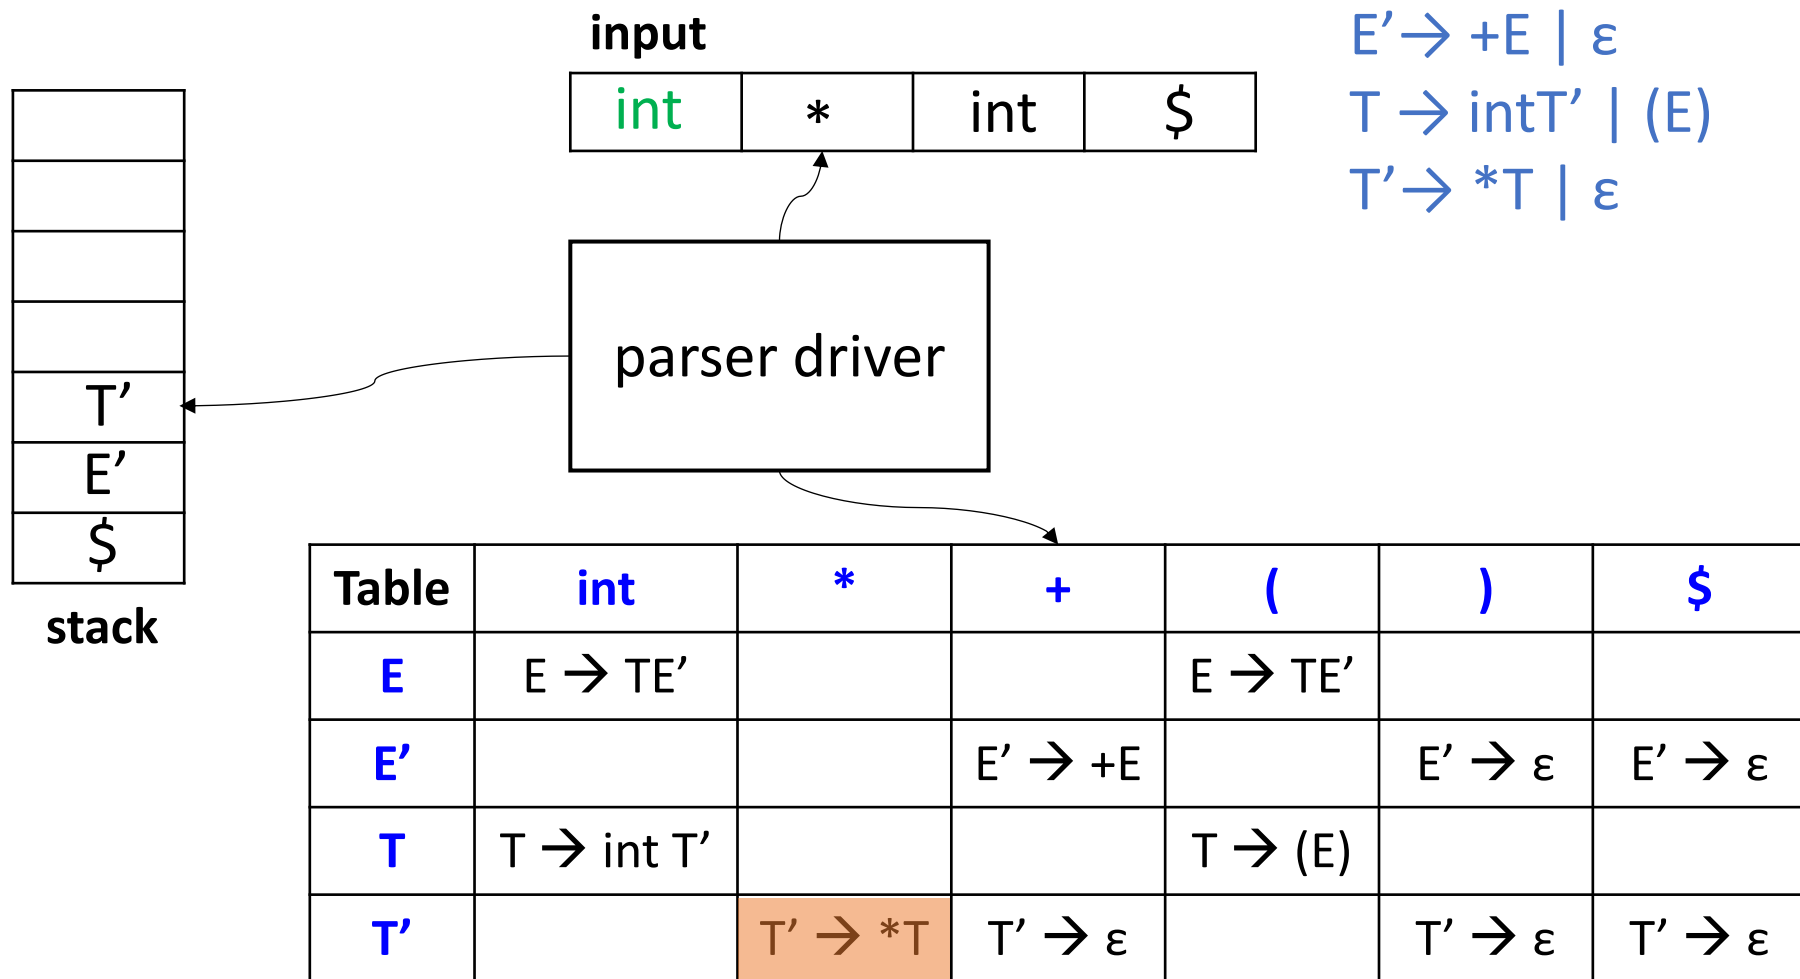 input
int * int $
E’→ +E | ε
T → intT’ | (E)
T’→ *T | ε
parser driver
T’
E’
$
stack
Table int * + ( ) $
E E → TE’ E → TE’
E’ E’ → +E E’ → ε E’ → ε
T T → int T’ T → (E)
T’ T’ → *T T’ → ε T’ → ε T’ → ε